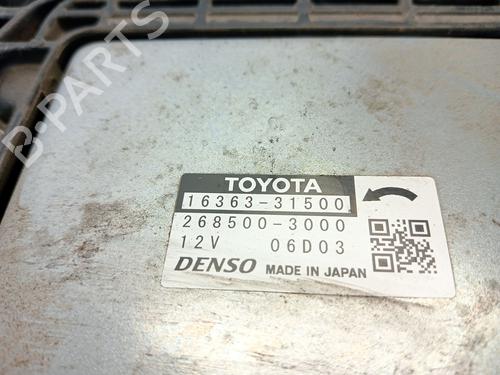 B-PARTS
TOYOTA
16363-31500
268500-3000
12V 06D03
DENSO MADE IN JAPAN